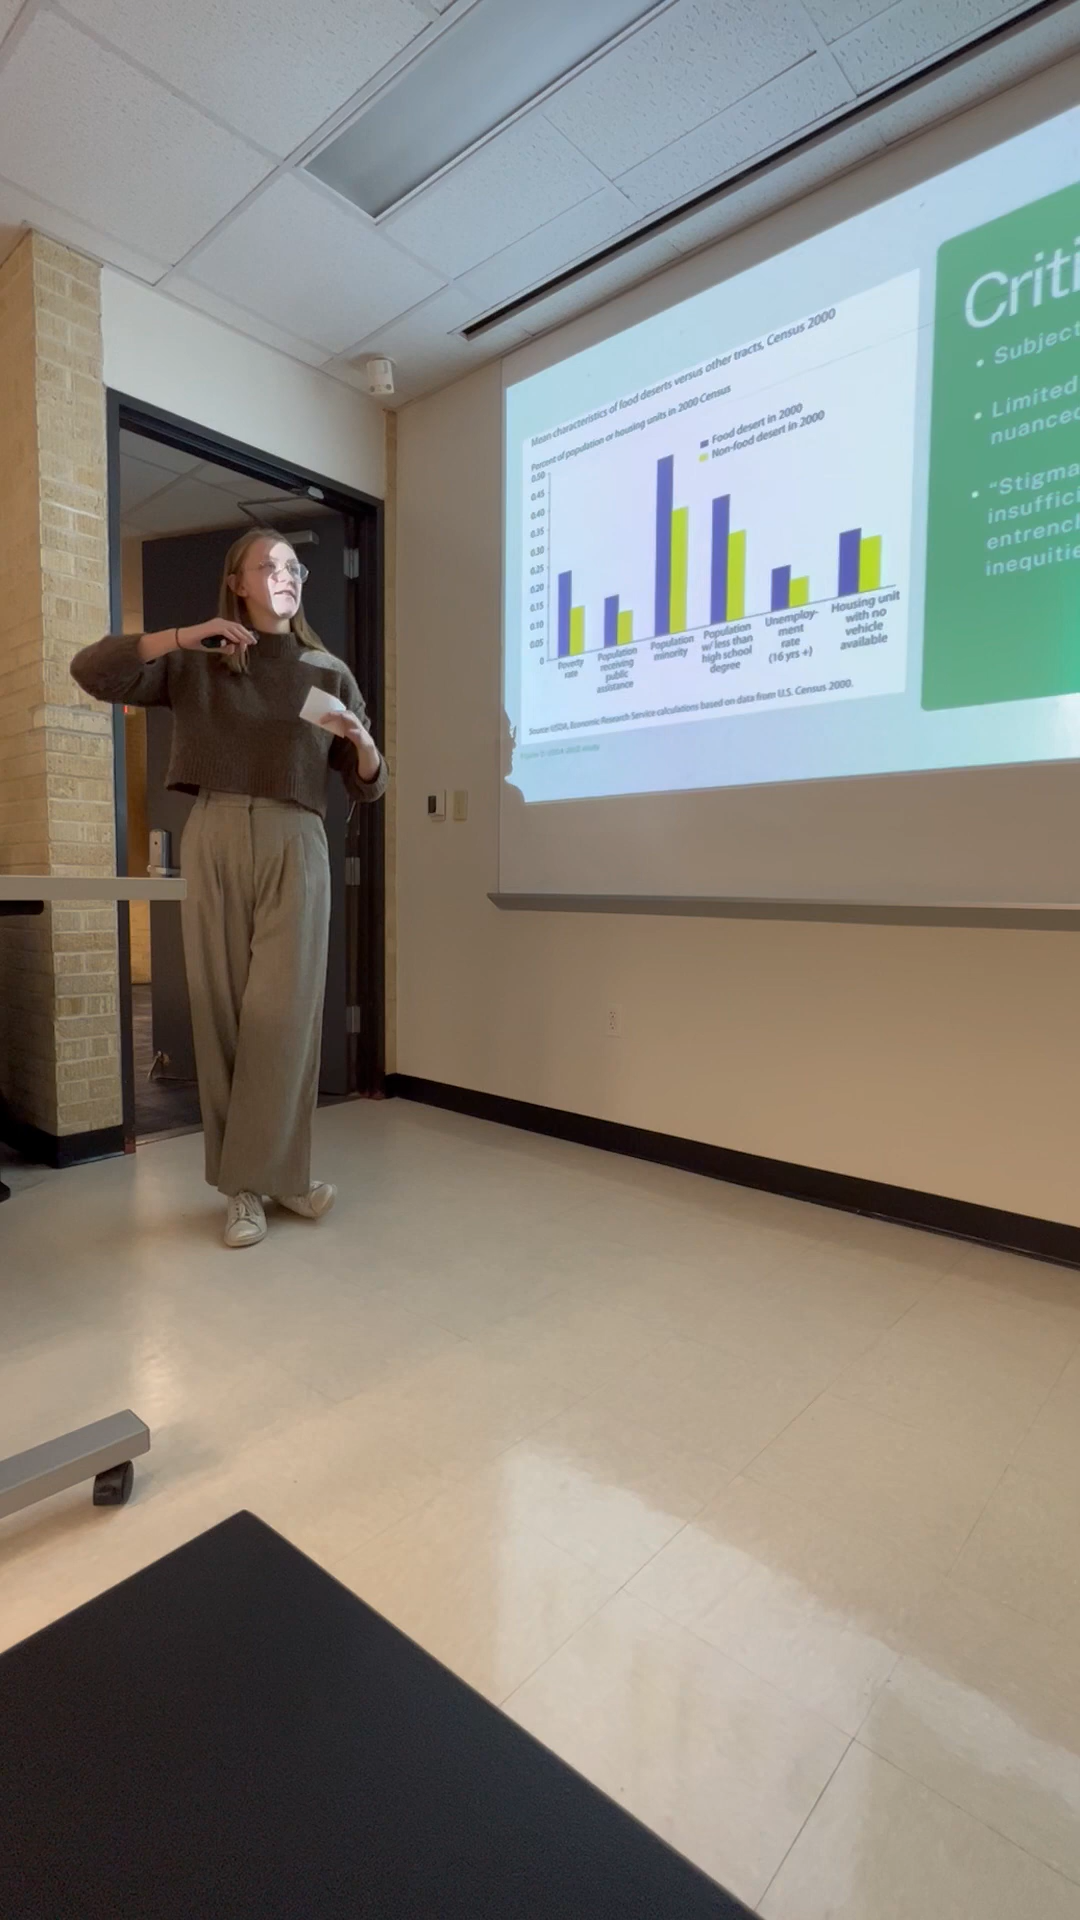 Mean characteristics of food deserts versus other tracts, Census 2000
Percent of population or housing units in 2000 Census
Food desert in 2000
Non-food desert in 2000
0.50
0.45
0.40
0.35
0.30
0.25
0.20
0.15
0.10
0.05
0
Poverty
rate
Population
receiving
public
assistance
Population
minority
Population
w/ less than
high school
degree
Unemploy-
ment
rate
(16 yrs +)
Housing unit
with no
vehicle
available
Source: USDA, Economic Research Service calculations based on data from U.S. Census 2000.
Criti
• Subject
• Limited
nuanced
• "Stigma
insuffici
entrench
inequitie